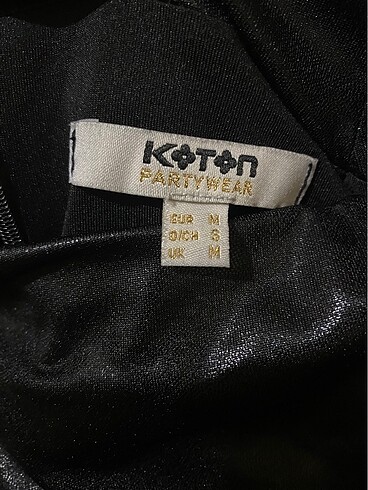 KOTON
PARTYWEAR
EUR M
D/CH S
UK M